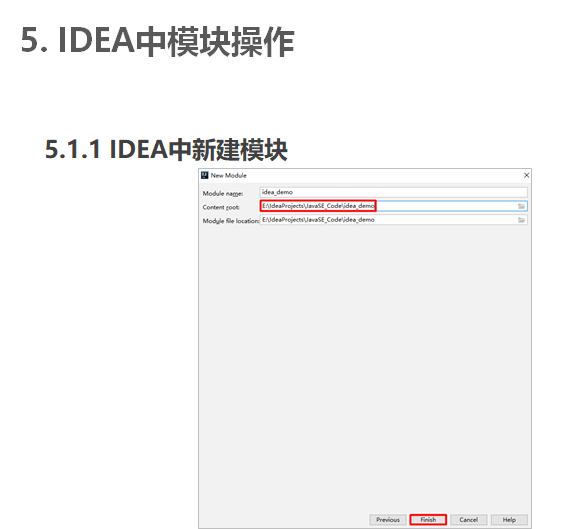 5. IDEA中模块操作
5.1.1 IDEA中新建模块
New Module
Module name: idea_demo
Content root: E:\IdeaProjects\JavaSE_Code\idea_demo
Module file location: E:\IdeaProjects\JavaSE_Code\idea_demo
Previous Finish Cancel Help